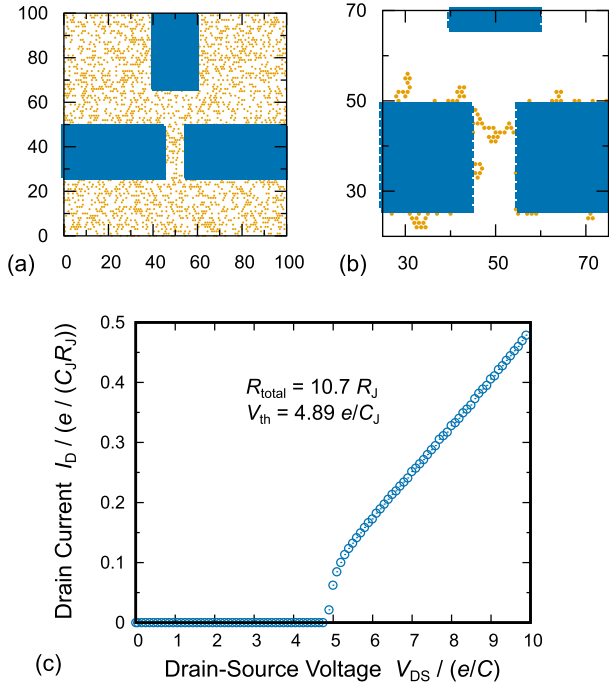 100
80
60
40
20
0
0 20 40 60 80 100
(a)
70
50
30
30 50 70
(b)
0.5
0.4
0.3
0.2
0.1
0
R_total = 10.7 R_J
V_th = 4.89 e/C_J
Drain Current I_D / (e / (C_J R_J))
0 1 2 3 4 5 6 7 8 9 10
(c)
Drain-Source Voltage V_DS / (e/C)